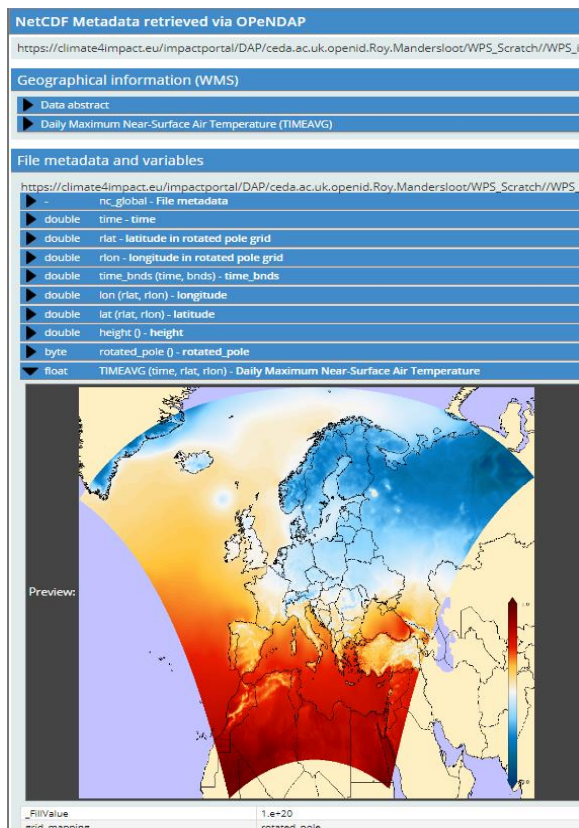 NetCDF Metadata retrieved via OPeNDAP
https://climate4impact.eu/impactportal/DAP/ceda.ac.uk.openid.Roy.Mandersloot/WPS_Scratch//WPS_i
Geographical information (WMS)
Data abstract
Daily Maximum Near-Surface Air Temperature (TIMEAVG)
File metadata and variables
https://climate4impact.eu/impactportal/DAP/ceda.ac.uk.openid.Roy.Mandersloot/WPS_Scratch//WPS_
- nc_global - File metadata
double time - time
double rlat - latitude in rotated pole grid
double rlon - longitude in rotated pole grid
double time_bnds (time, bnds) - time_bnds
double lon (rlat, rlon) - longitude
double lat (rlat, rlon) - latitude
double height () - height
byte rotated_pole () - rotated_pole
float TIMEAVG (time, rlat, rlon) - Daily Maximum Near-Surface Air Temperature
Preview:
_FillValue 1.e+20
grid_mapping rotated_pole